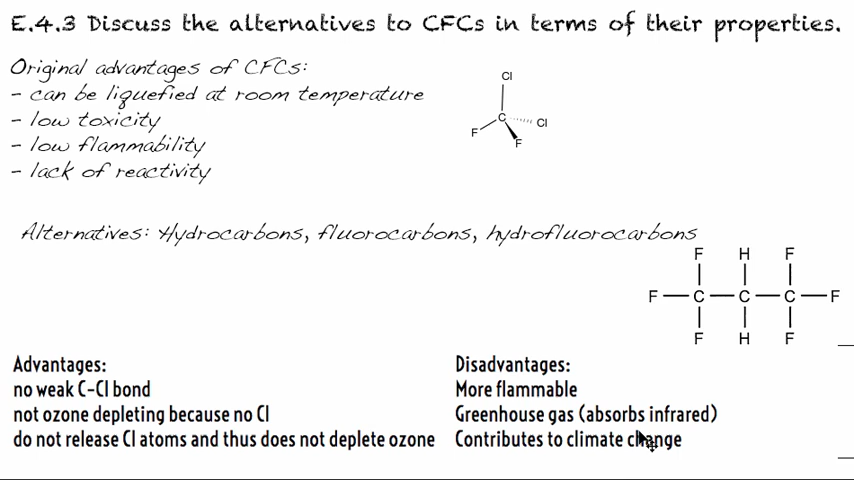 E.4.3 Discuss the alternatives to CFCs in terms of their properties.
Original advantages of CFCs:
- can be liquefied at room temperature
- low toxicity
- low flammability
- lack of reactivity
Cl
C
Cl
F
F
Alternatives: Hydrocarbons, fluorocarbons, hydrofluorocarbons
F H F
F C C C F
F H F
Advantages:
no weak C-Cl bond
not ozone depleting because no Cl
do not release Cl atoms and thus does not deplete ozone
Disadvantages:
More flammable
Greenhouse gas (absorbs infrared)
Contributes to climate change